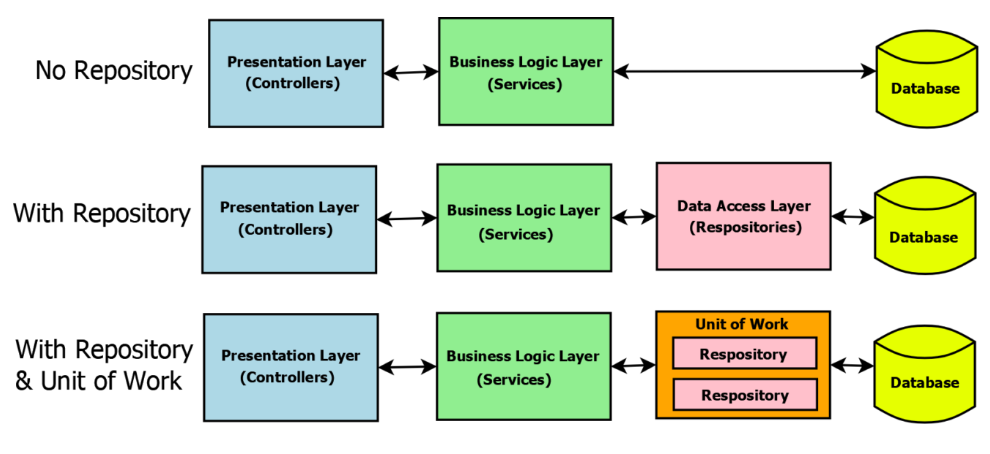 No Repository
Presentation Layer
(Controllers)
Business Logic Layer
(Services)
Database
With Repository
Presentation Layer
(Controllers)
Business Logic Layer
(Services)
Data Access Layer
(Respositories)
Database
With Repository
& Unit of Work
Presentation Layer
(Controllers)
Business Logic Layer
(Services)
Unit of Work
Respository
Respository
Database